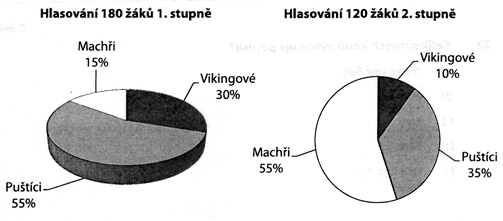 Hlasování 180 žáků 1. stupně
Machři
15%
Vikingové
30%
Puštíci
55%
Hlasování 120 žáků 2. stupně
Vikingové
10%
Machři
55%
Puštíci
35%